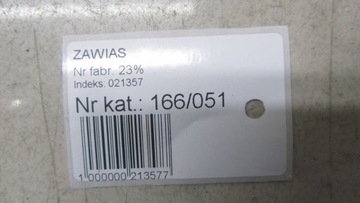 ZAWIAS
Nr fabr. 23%
Indeks: 021357
Nr kat.: 166/051
1 000000 213577